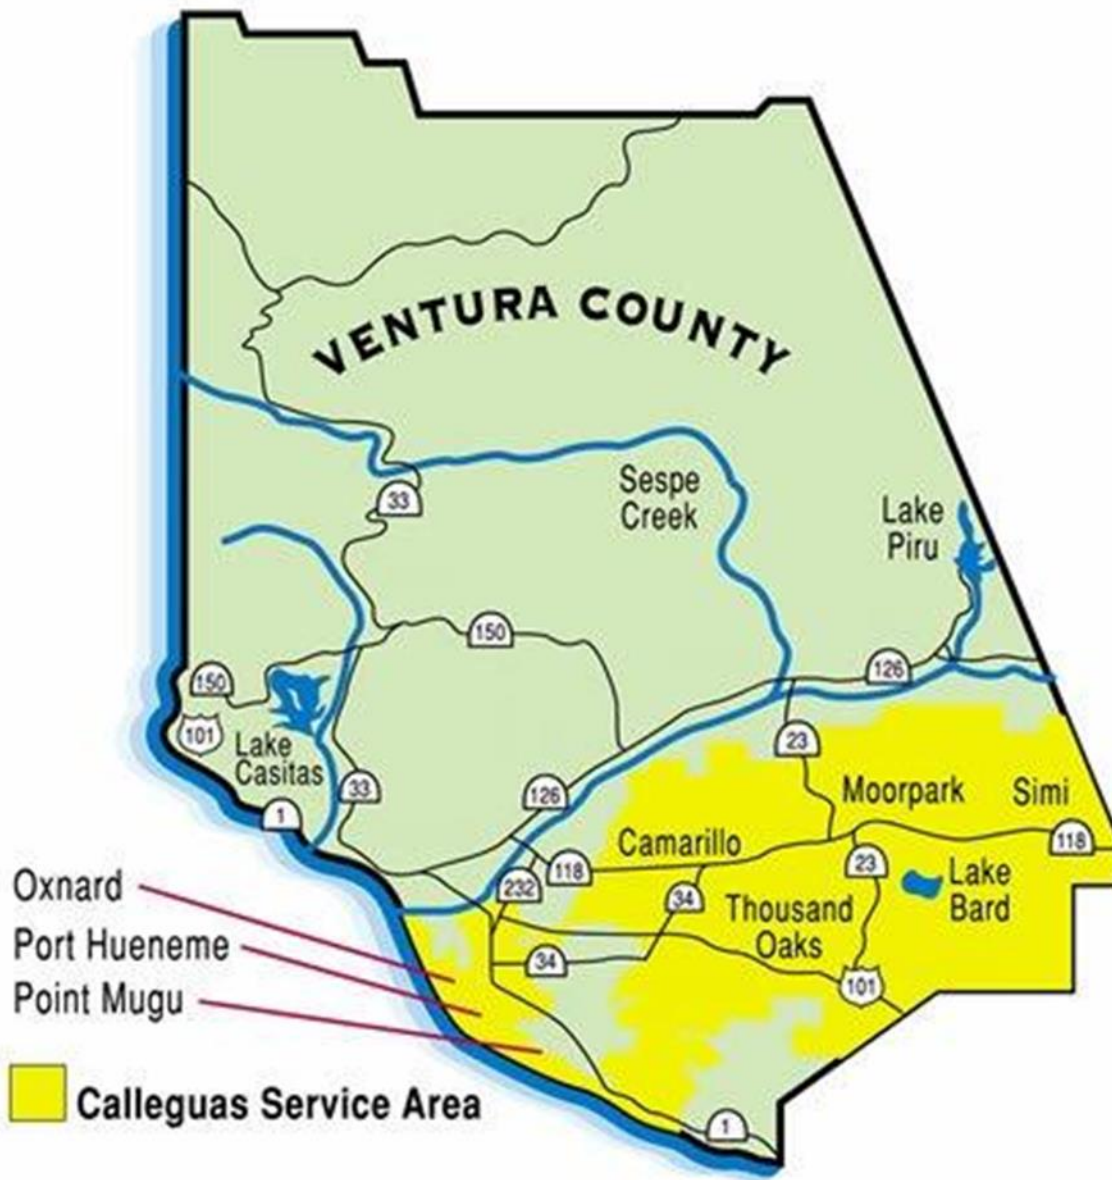 VENTURA COUNTY
Sespe
Creek
33
Lake
Piru
150
126
150
101
Lake
Casitas
23
33
126
Moorpark
Simi
1
Camarillo
118
118
23
Oxnard
232
34
Thousand
Oaks
Lake
Bard
Port Hueneme
34
101
Point Mugu
Calleguas Service Area
1